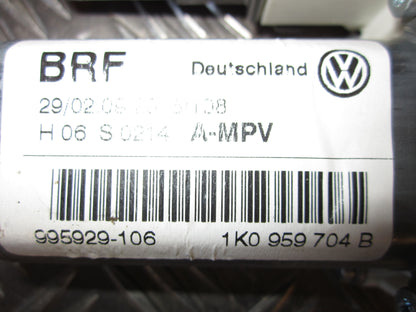 BRF Deutschland
29/02.08
H 06 S 0214 A-MPV
995929-106 1K0 959 704 B